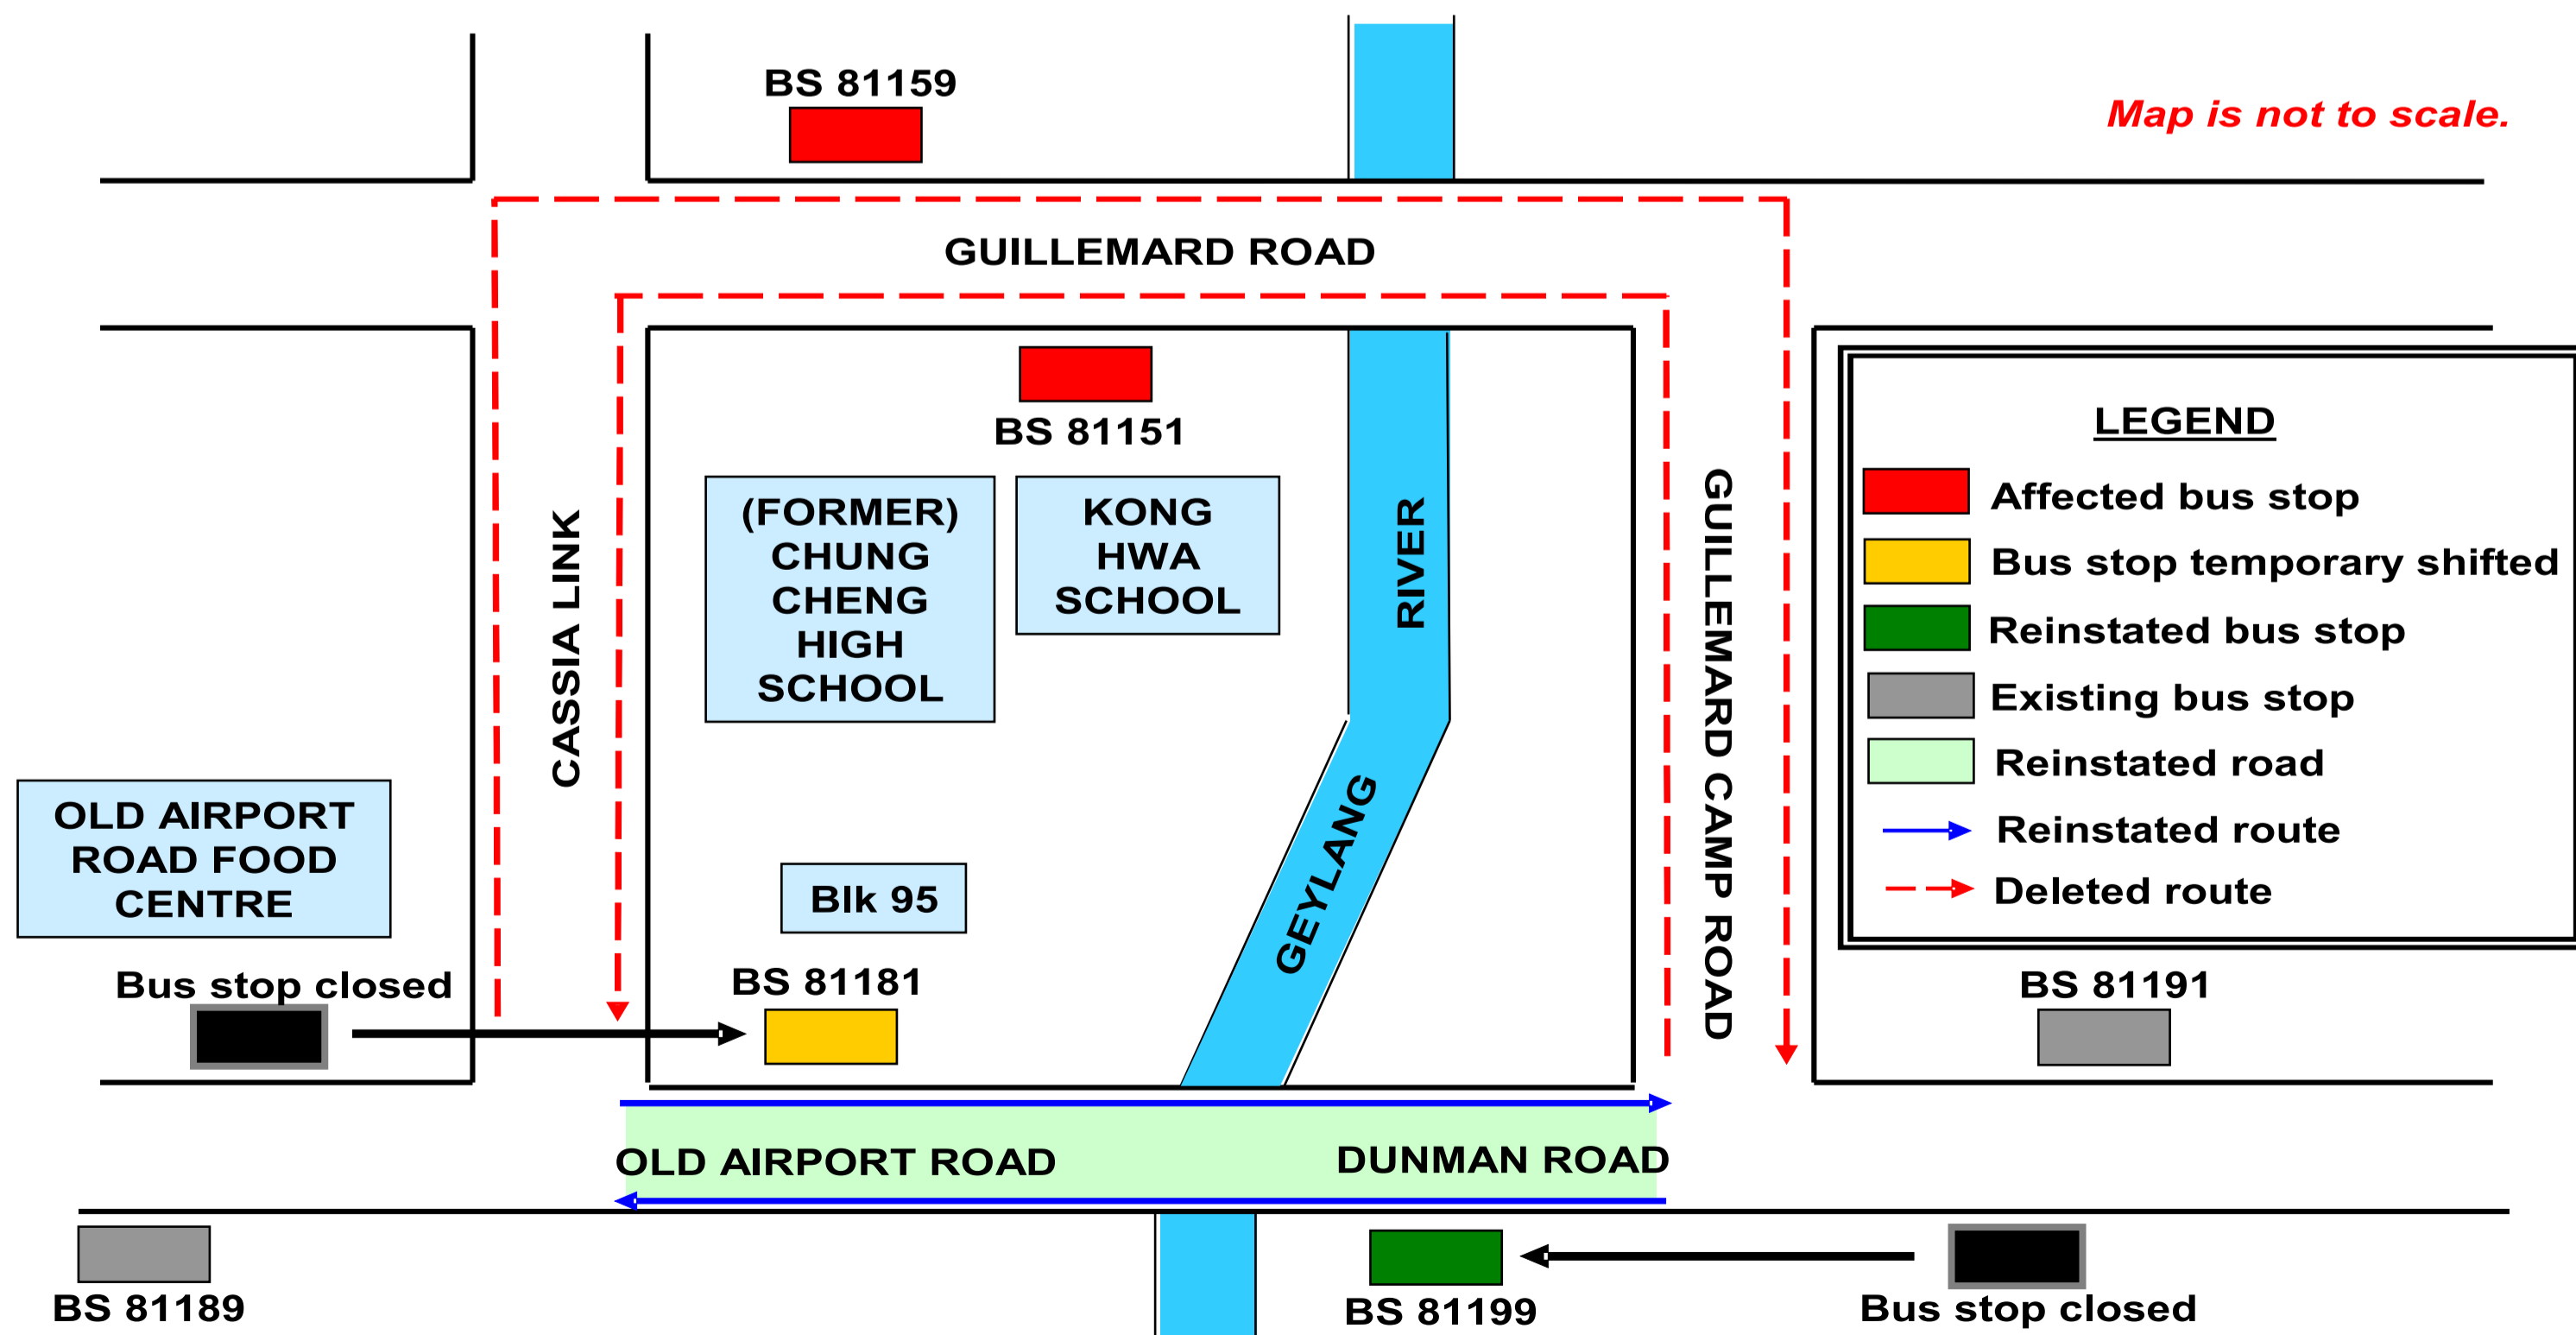 BS 81159
Map is not to scale.
GUILLEMARD ROAD
BS 81151
(FORMER)
CHUNG
CHENG
HIGH
SCHOOL
KONG
HWA
SCHOOL
CASSIA LINK
RIVER
GEYLANG
GUILLEMARD CAMP ROAD
LEGEND
Affected bus stop
Bus stop temporary shifted
Reinstated bus stop
Existing bus stop
Reinstated road
Reinstated route
Deleted route
OLD AIRPORT
ROAD FOOD
CENTRE
Blk 95
Bus stop closed
BS 81181
BS 81191
OLD AIRPORT ROAD
DUNMAN ROAD
BS 81189
BS 81199
Bus stop closed